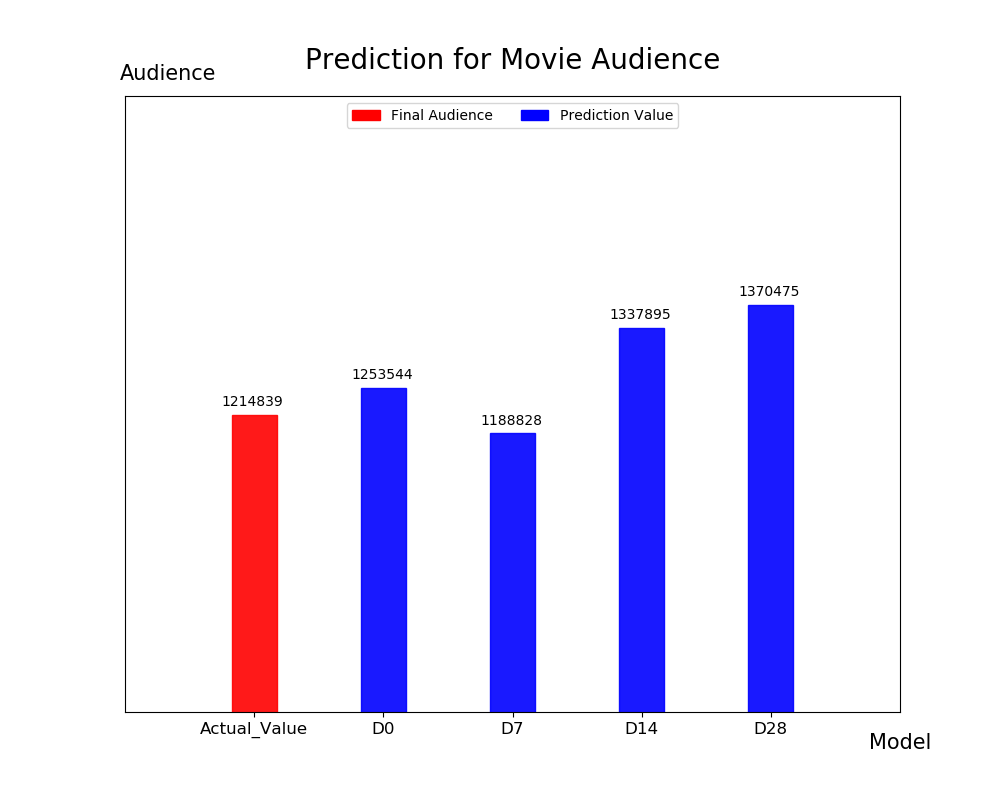 Prediction for Movie Audience
Audience
Final Audience
Prediction Value
1214839
1253544
1188828
1337895
1370475
Actual_Value
D0
D7
D14
D28
Model